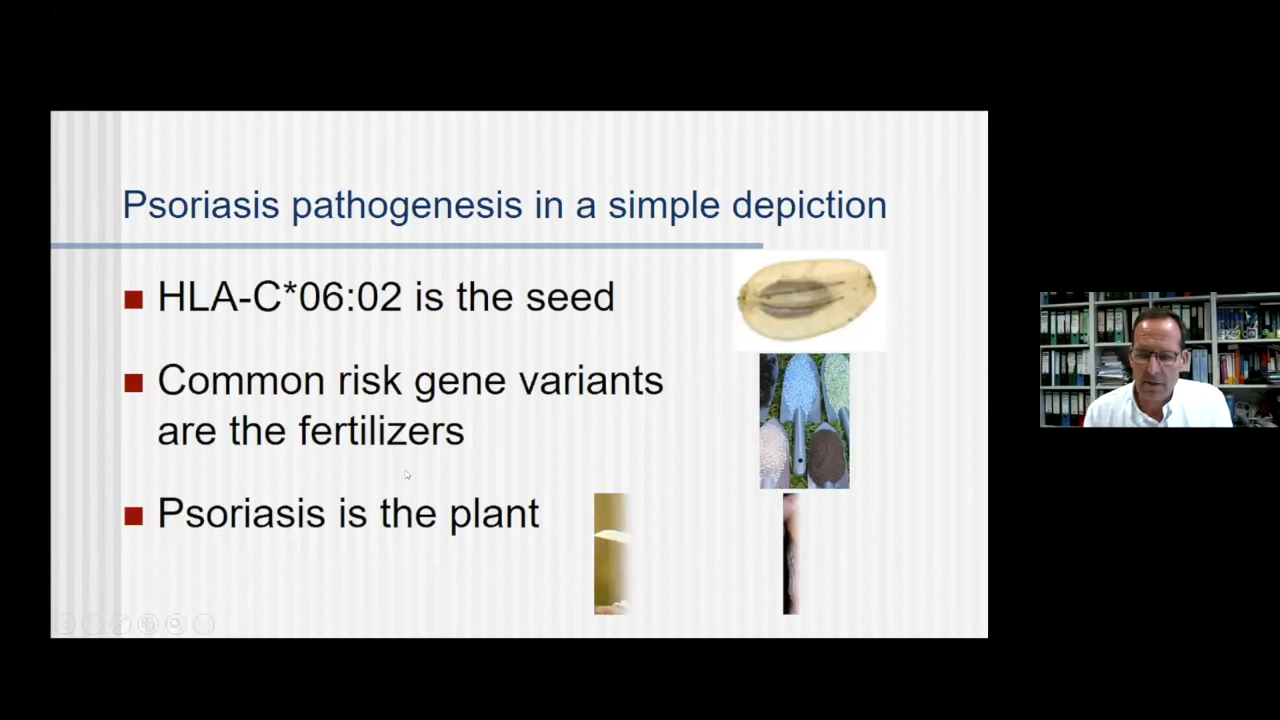 Psoriasis pathogenesis in a simple depiction
HLA-C*06:02 is the seed
Common risk gene variants
are the fertilizers
Psoriasis is the plant